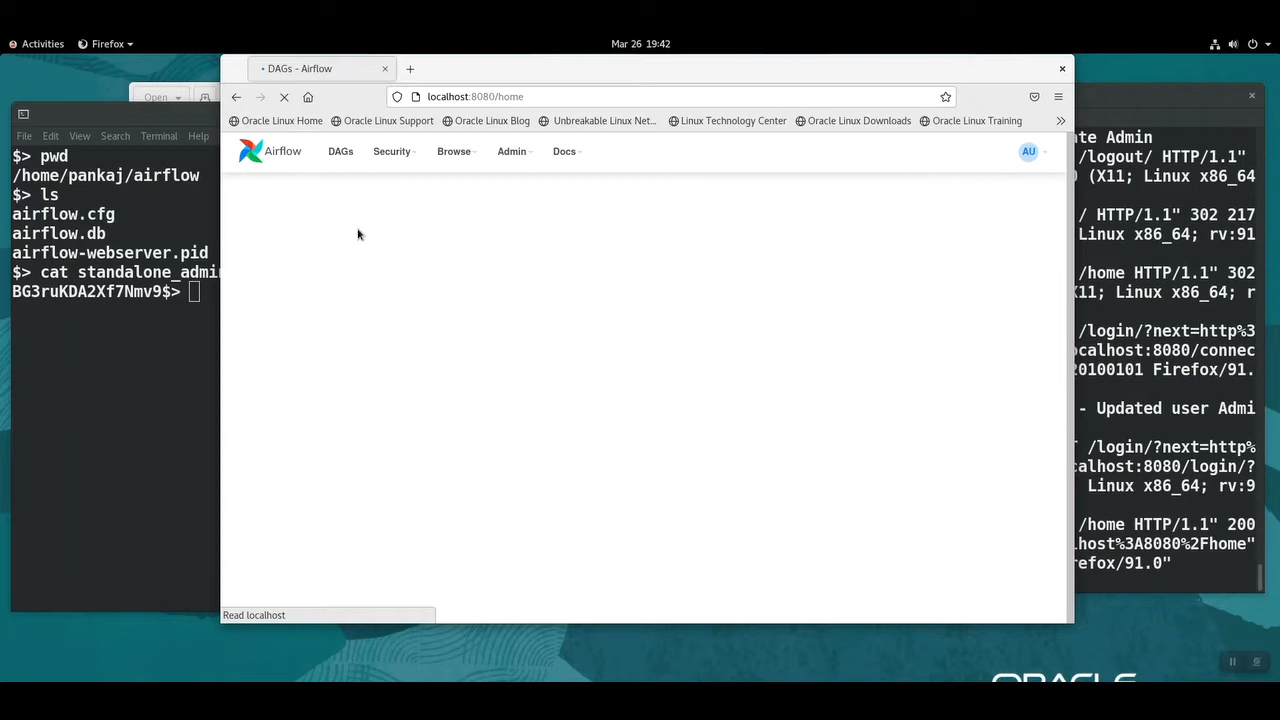 Activities
Firefox
Mar 26 19:42
DAGs - Airflow
Open
localhost:8080/home
Oracle Linux Home
Oracle Linux Support
Oracle Linux Blog
Unbreakable Linux Net...
Linux Technology Center
Oracle Linux Downloads
Oracle Linux Training
File Edit View Search Terminal Help
Airflow
DAGs
Security
Browse
Admin
Docs
AU
$> pwd
/home/pankaj/airflow
$> ls
airflow.cfg
airflow.db
airflow-webserver.pid
$> cat standalone_admi
BG3ruKDA2Xf7Nmv9$>
te Admin
/logout/ HTTP/1.1"
0 (X11; Linux x86_64
/ HTTP/1.1" 302 217
Linux x86_64; rv:91
/home HTTP/1.1" 302
X11; Linux x86_64; r
/login/?next=http%3
ocalhost:8080/connec
20100101 Firefox/91.
- Updated user Admi
/login/?next=http%
calhost:8080/login/?
Linux x86_64; rv:9
/home HTTP/1.1" 200
lhost%3A8080%2Fhome"
refox/91.0"
Read localhost
ORACLE